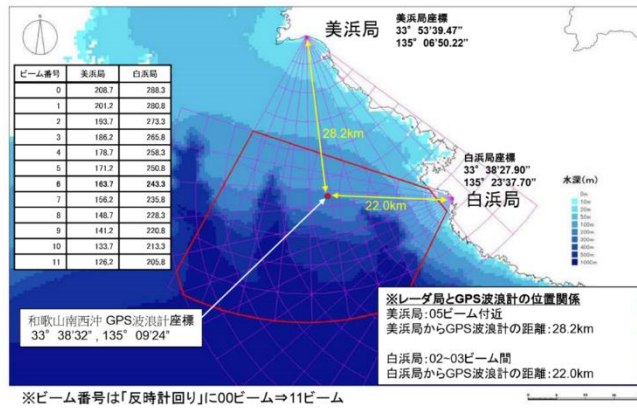 美浜局
美浜局座標
33° 53'39.47”
135° 06'50.22”
ビーム番号 美浜局 白浜局
0 208.7 288.3
1 201.2 280.8
2 193.7 273.3
3 186.2 265.8
4 178.7 258.3
5 171.2 250.8
6 163.7 243.3
7 156.2 235.8
8 148.7 228.3
9 141.2 220.8
10 133.7 213.3
11 126.2 205.8
28.2km
白浜局座標
33° 38'27.90”
135° 23'37.70”
白浜局
22.0km
水深(m)
0m
10m
20m
50m
100m
200m
300m
400m
500m
1000m
和歌山南西沖 GPS波浪計座標
33° 38’32” , 135° 09’24”
※レーダ局とGPS波浪計の位置関係
美浜局:05ビーム付近
美浜局からGPS波浪計の距離:28.2km
白浜局:02~03ビーム間
白浜局からGPS波浪計の距離:22.0km
※ビーム番号は「反時計回り」に00ビーム⇒11ビーム